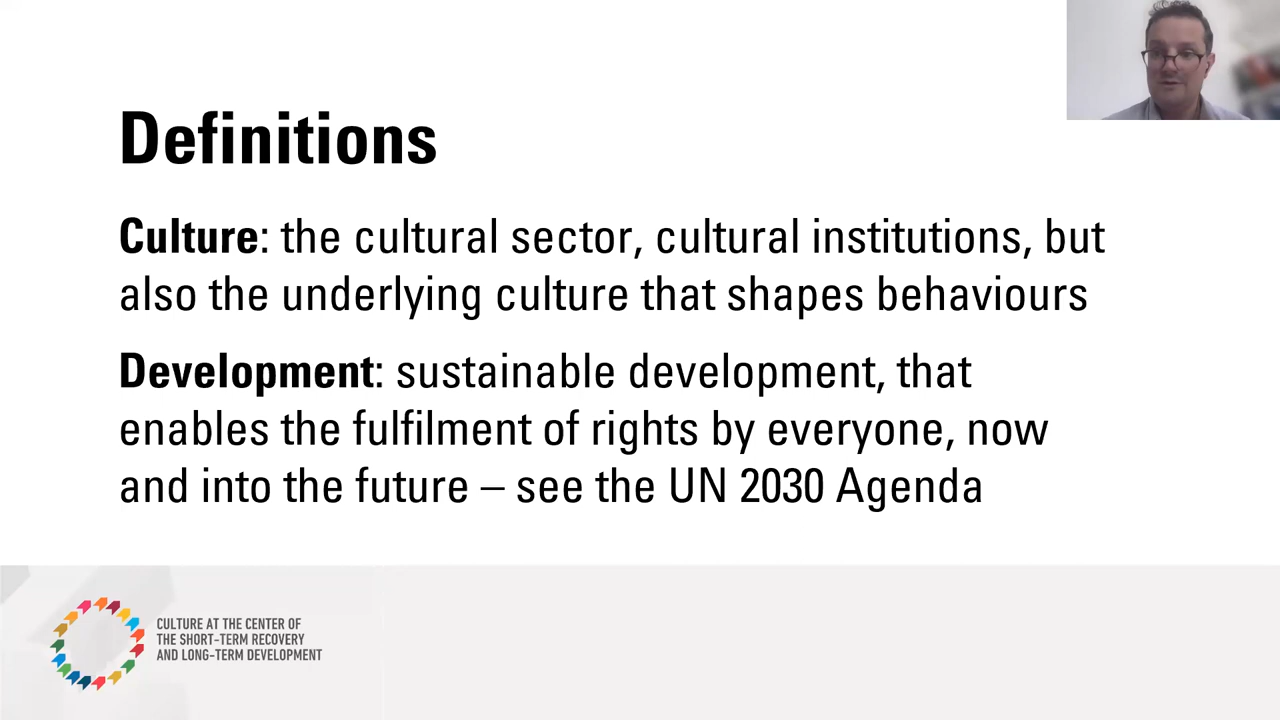 Definitions
Culture: the cultural sector, cultural institutions, but
also the underlying culture that shapes behaviours
Development: sustainable development, that
enables the fulfilment of rights by everyone, now
and into the future – see the UN 2030 Agenda
CULTURE AT THE CENTER OF
THE SHORT-TERM RECOVERY
AND LONG-TERM DEVELOPMENT